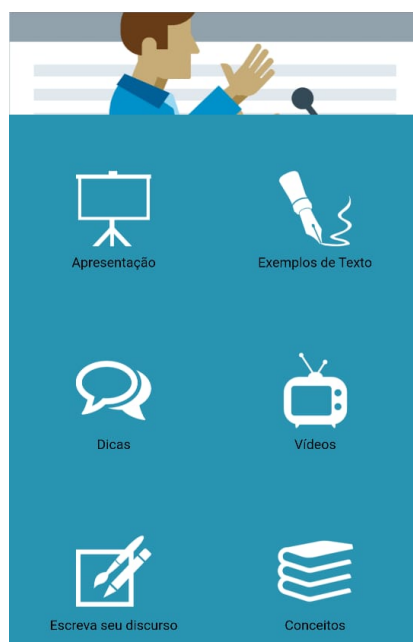 Apresentação
Exemplos de Texto
Dicas
Vídeos
Escreva seu discurso
Conceitos